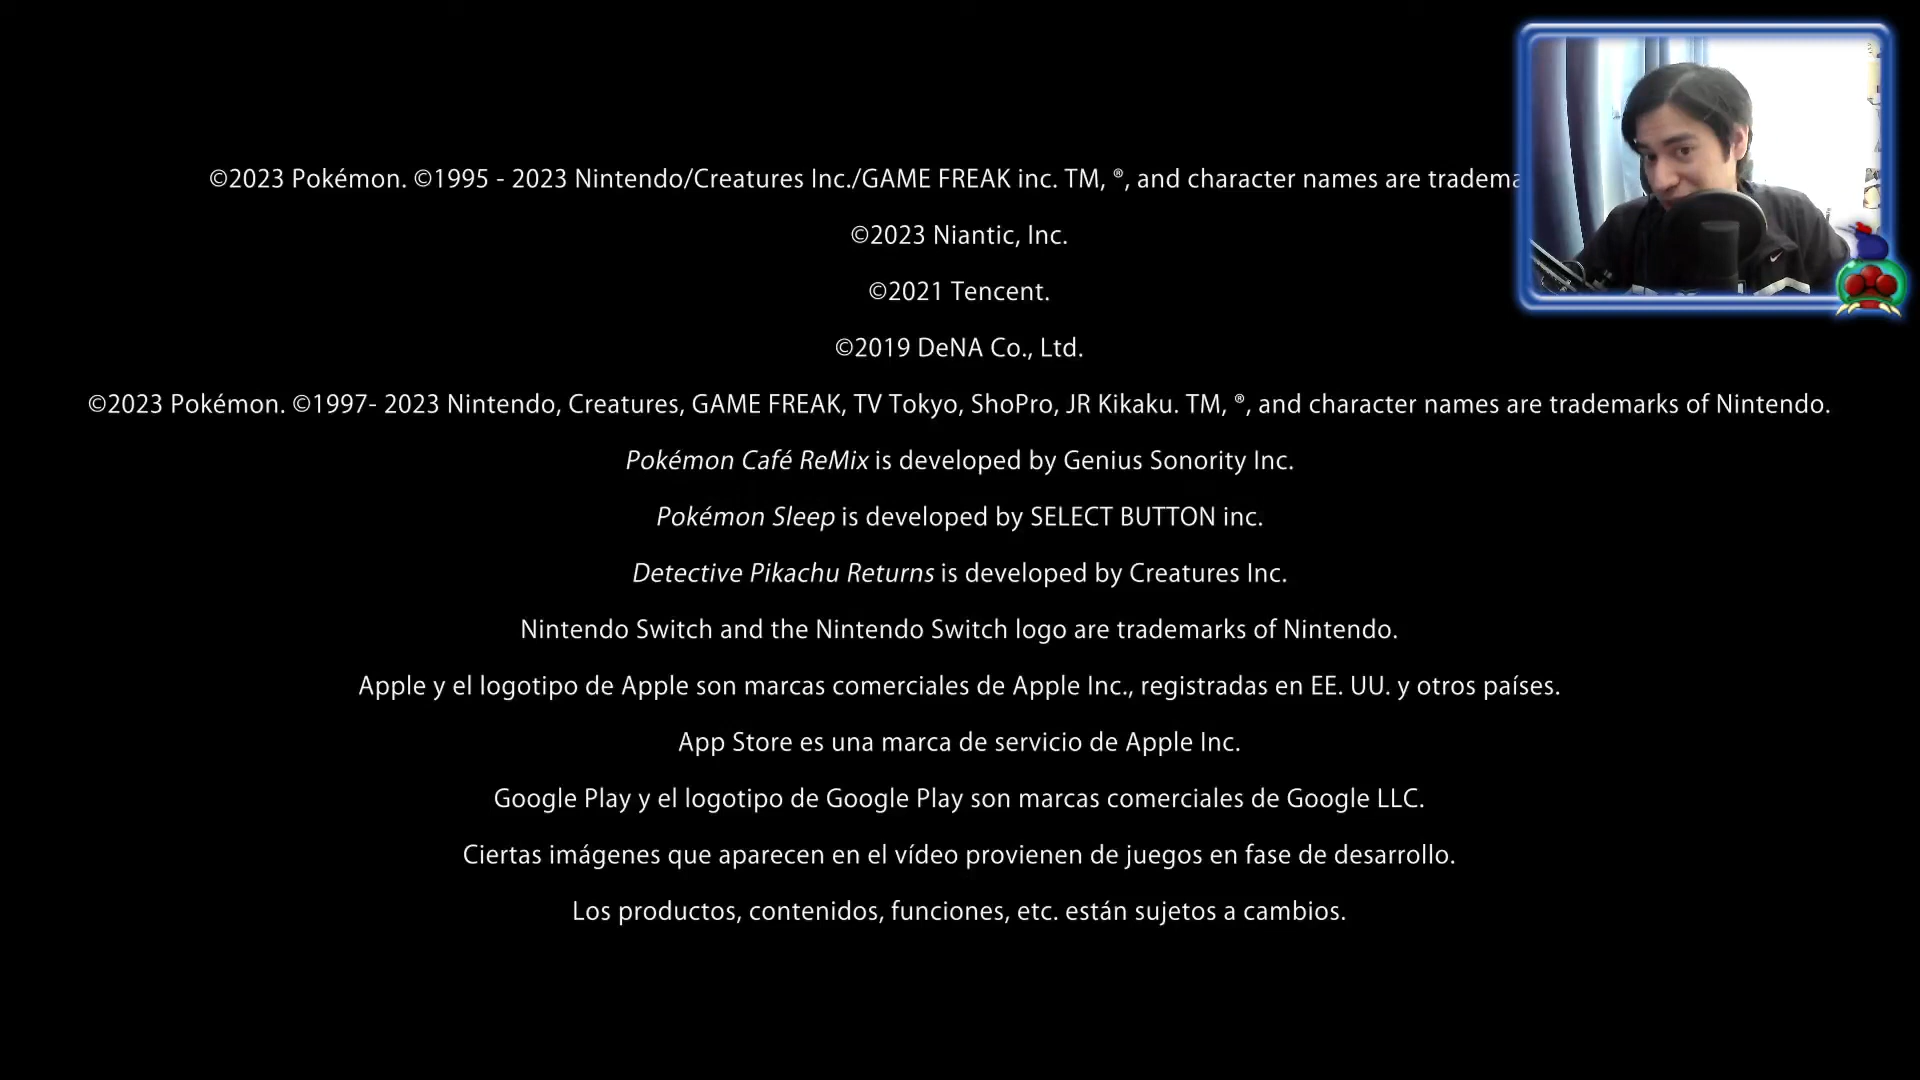 ©2023 Pokémon. ©1995 - 2023 Nintendo/Creatures Inc./GAME FREAK inc. TM, ®, and character names are
©2023 Niantic, Inc.
©2021 Tencent.
©2019 DeNA Co., Ltd.
©2023 Pokémon. ©1997- 2023 Nintendo, Creatures, GAME FREAK, TV Tokyo, ShoPro, JR Kikaku. TM, ®, and character names are trademarks of Nintendo.
Pokémon Café ReMix is developed by Genius Sonority Inc.
Pokémon Sleep is developed by SELECT BUTTON inc.
Detective Pikachu Returns is developed by Creatures Inc.
Nintendo Switch and the Nintendo Switch logo are trademarks of Nintendo.
Apple y el logotipo de Apple son marcas comerciales de Apple Inc., registradas en EE. UU. y otros países.
App Store es una marca de servicio de Apple Inc.
Google Play y el logotipo de Google Play son marcas comerciales de Google LLC.
Ciertas imágenes que aparecen en el vídeo provienen de juegos en fase de desarrollo.
Los productos, contenidos, funciones, etc. están sujetos a cambios.